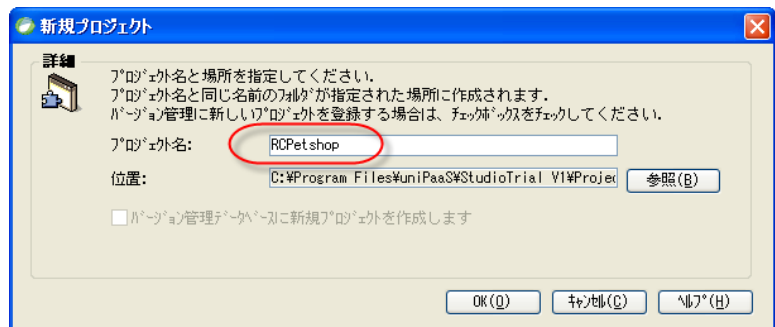 新規プロジェクト
詳細
プロジェクト名と場所を指定してください.
プロジェクト名と同じ名前のフォルダが指定された場所に作成されます.
バージョン管理に新しいプロジェクトを登録する場合は、チェックボックスをチェックしてください.
プロジェクト名: RCPetshop
位置: C:¥Program Files¥uniPaaS¥StudioTrial V1¥Projec 参照(B)
バージョン管理データベースに新規プロジェクトを作成します
OK(O) キャンセル(C) ヘルプ(H)